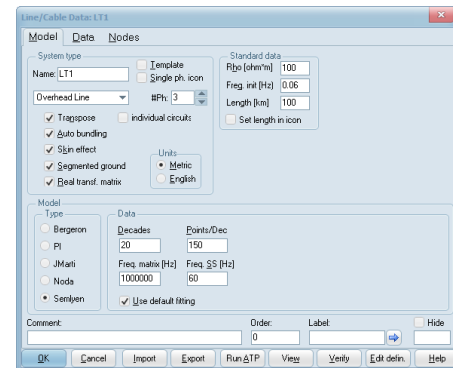 Line/Cable Data: LT1
Model Data Nodes
System type
Name: LT1
Template
Single ph. icon
Overhead Line
#Ph: 3
Transpose
individual circuits
Auto bundling
Skin effect
Segmented ground
Real transf. matrix
Units
Metric
English
Standard data
Rho [ohm*m] 100
Freq. init [Hz] 0.06
Length [km] 100
Set length in icon
Model
Type
Bergeron
PI
JMarti
Noda
Semlyen
Data
Decades Points/Dec
20 150
Freq. matrix [Hz] Freq. SS [Hz]
1000000 60
Use default fitting
Comment: Order: Label: Hide
0
OK Cancel Import Export Run ATP View Verify Edit defin. Help